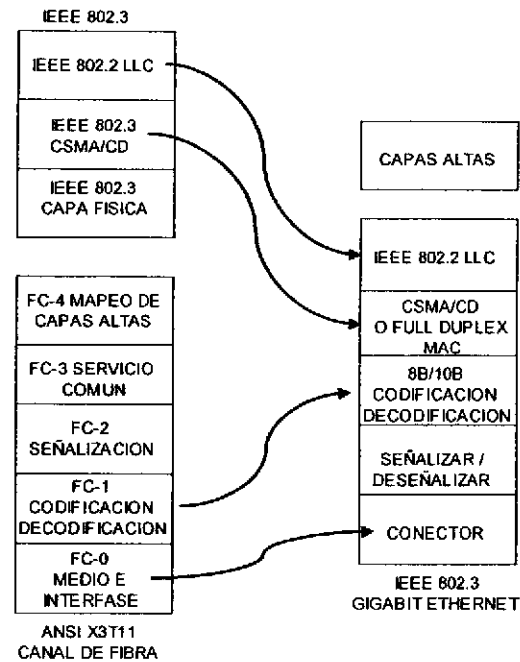 IEEE 802.3
IEEE 802.2 LLC
IEEE 802.3
CSMA/CD
IEEE 802.3
CAPA FISICA
FC-4 MAPEO DE
CAPAS ALTAS
FC-3 SERVICIO
COMUN
FC-2
SEÑALIZACION
FC-1
CODIFICACION
DECODIFICACION
FC-0
MEDIO E
INTERFASE
ANSI X3T11
CANAL DE FIBRA
CAPAS ALTAS
IEEE 802.2 LLC
CSMA/CD
O FULL DUPLEX
MAC
8B/10B
CODIFICACION
DECODIFICACION
SEÑALIZAR /
DESEÑALIZAR
CONECTOR
IEEE 802.3
GIGABIT ETHERNET